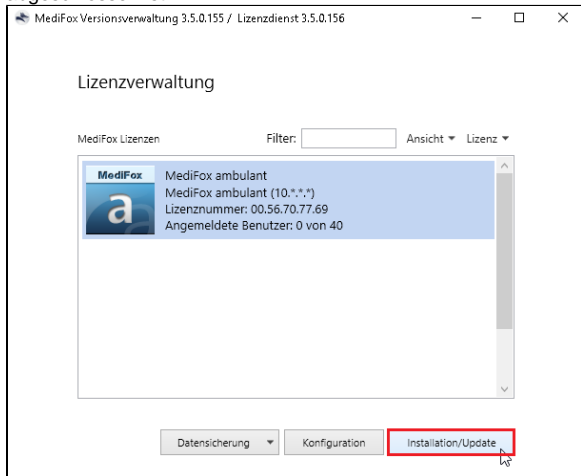 MediFox Versionsverwaltung 3.5.0.155 / Lizenzdienst 3.5.0.156
Lizenzverwaltung
MediFox Lizenzen Filter: Ansicht Lizenz
MediFox
a
MediFox ambulant
MediFox ambulant (10.*.*.*)
Lizenznummer: 00.56.70.77.69
Angemeldete Benutzer: 0 von 40
Datensicherung Konfiguration Installation/Update